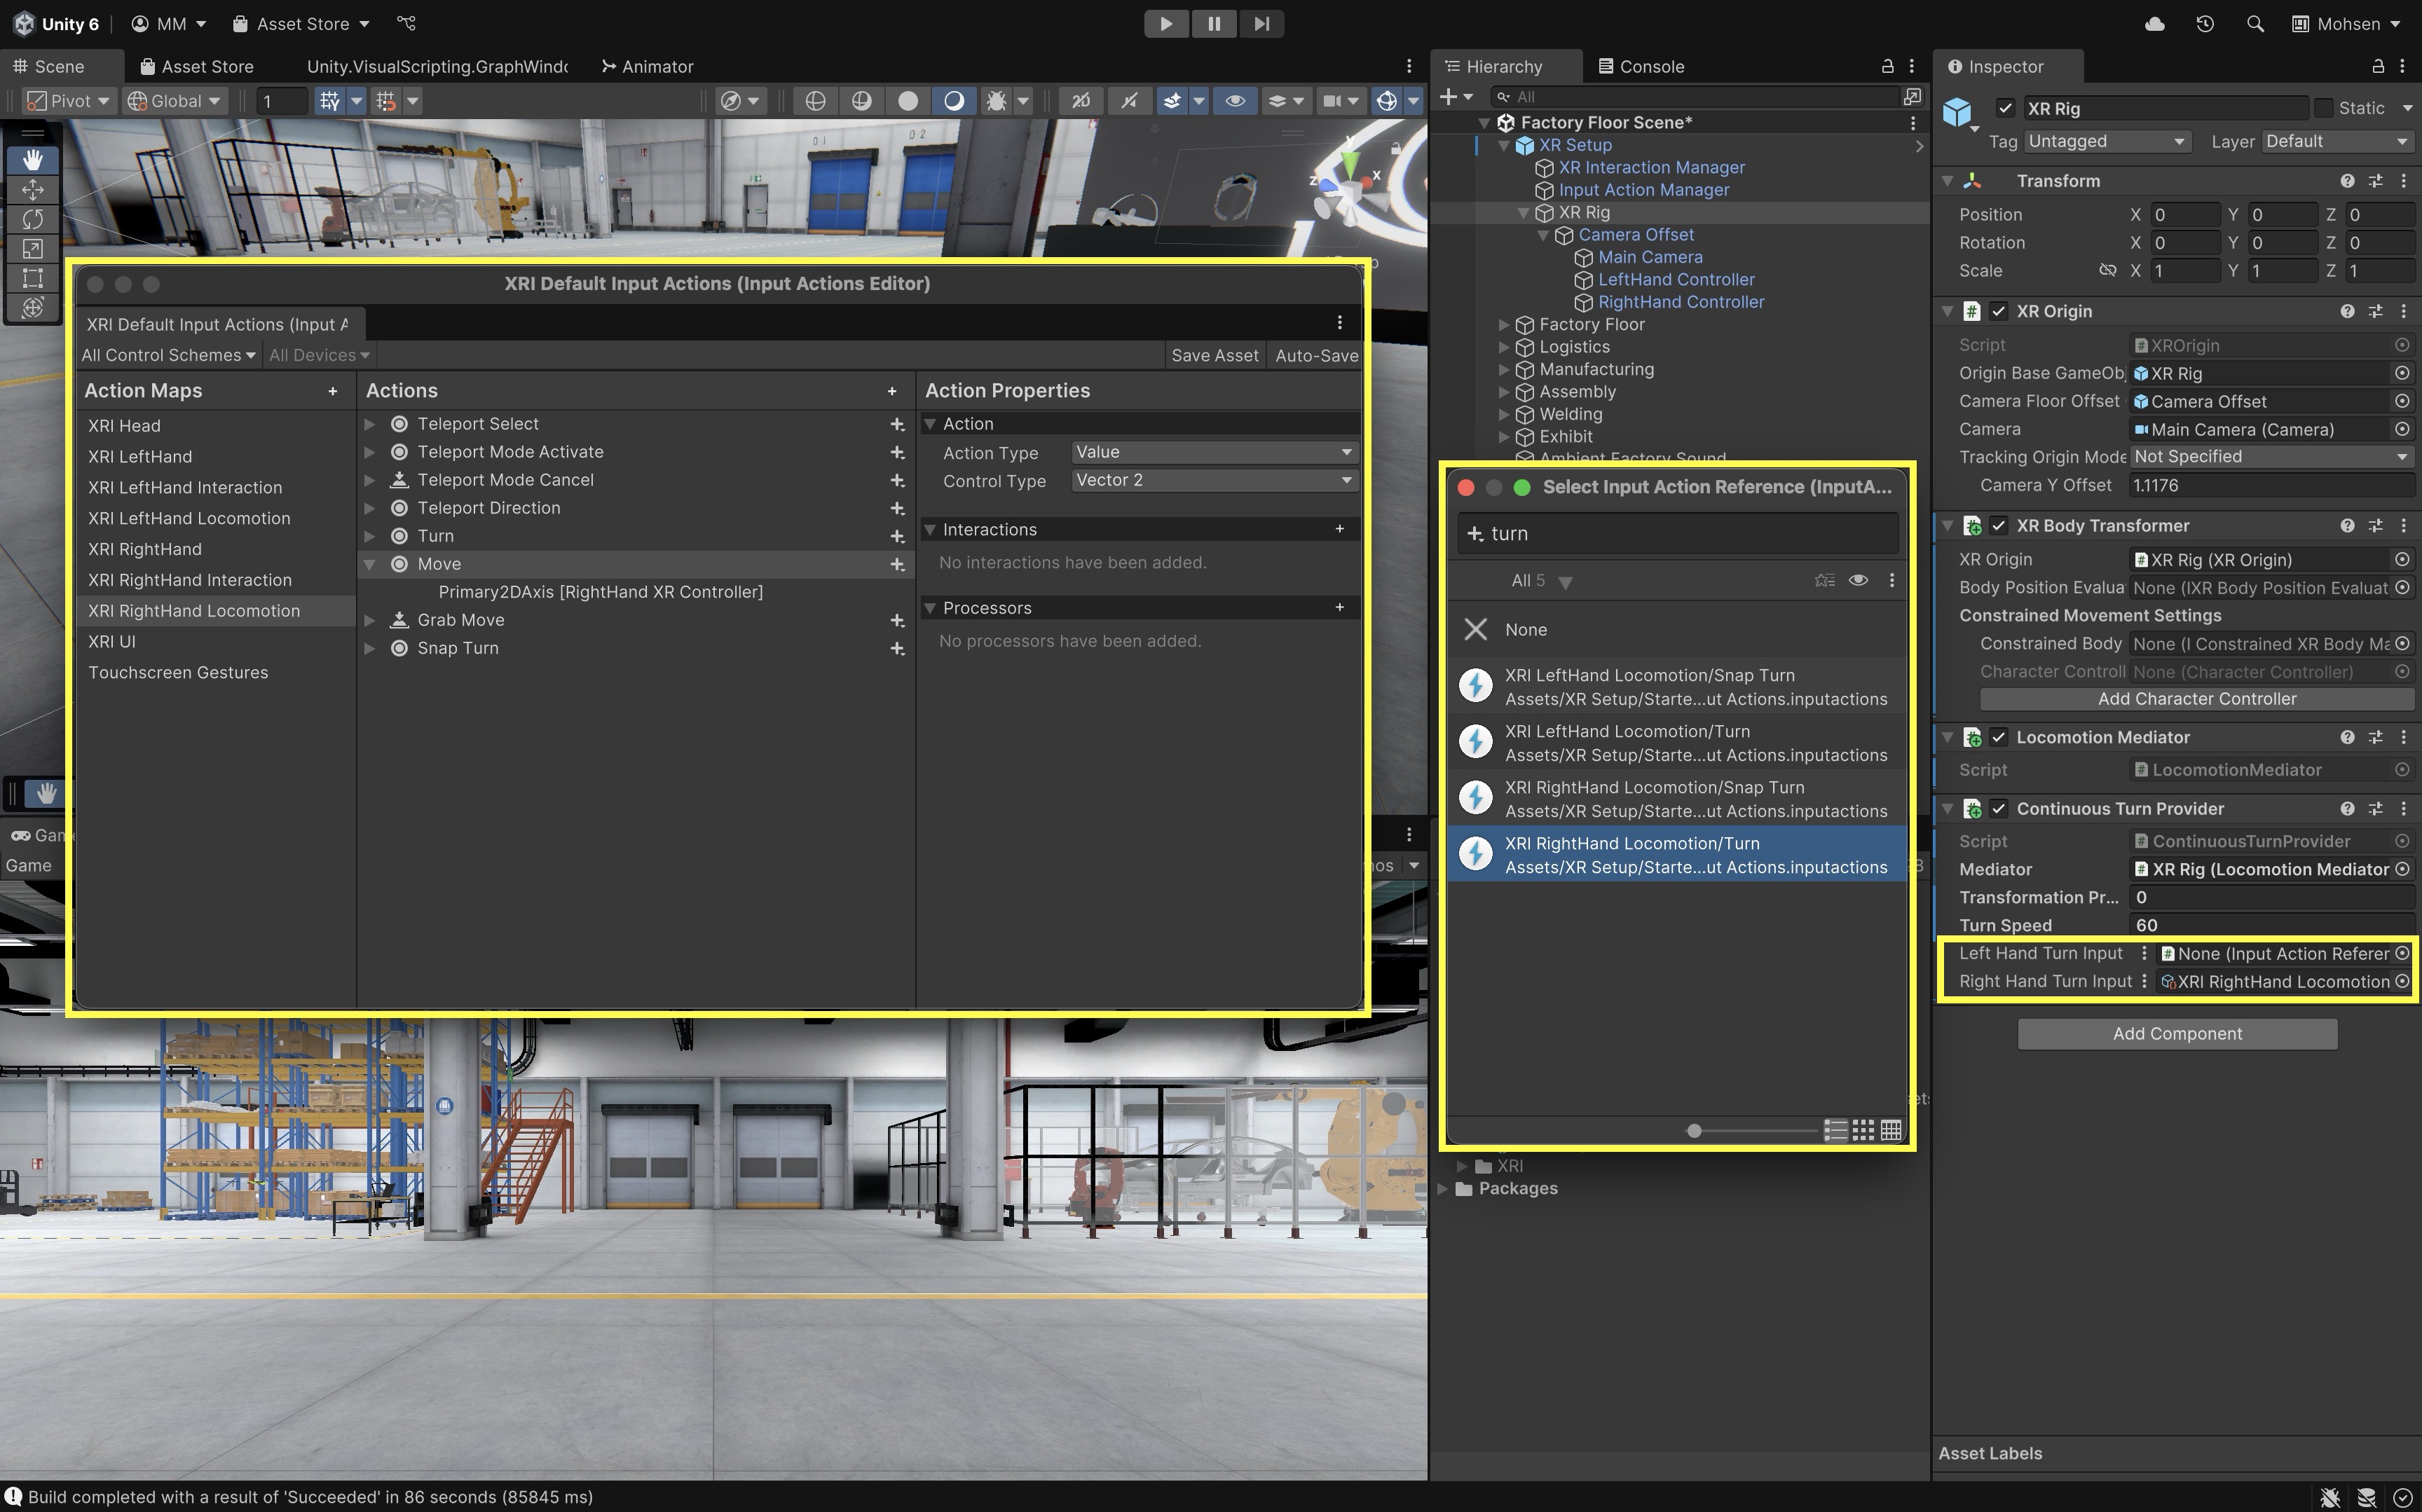 Unity 6
MM
Asset Store
Mohsen
Scene
Asset Store
Unity.VisualScripting.GraphWindo
Animator
Pivot
Global
1
2D
01
02
y
x
z
Hierarchy
Console
All
Factory Floor Scene*
XR Setup
XR Interaction Manager
Input Action Manager
XR Rig
Camera Offset
Main Camera
LeftHand Controller
RightHand Controller
Factory Floor
Logistics
Manufacturing
Assembly
Welding
Exhibit
Ambient Factory Sound
XRI Default Input Actions (Input Actions Editor)
XRI Default Input Actions (Input A
All Control Schemes
All Devices
Save Asset
Auto-Save
Action Maps
+
XRI Head
XRI LeftHand
XRI LeftHand Interaction
XRI LeftHand Locomotion
XRI RightHand
XRI RightHand Interaction
XRI RightHand Locomotion
XRI UI
Touchscreen Gestures
Actions
+
Teleport Select
Teleport Mode Activate
Teleport Mode Cancel
Teleport Direction
Turn
Move
Primary2DAxis [RightHand XR Controller]
Grab Move
Snap Turn
Action Properties
Action
Action Type Value
Control Type Vector 2
Interactions +
No interactions have been added.
Processors +
No processors have been added.
Select Input Action Reference (InputA...
turn
All 5
None
XRI LeftHand Locomotion/Snap Turn
Assets/XR Setup/Starte...ut Actions.inputactions
XRI LeftHand Locomotion/Turn
Assets/XR Setup/Starte...ut Actions.inputactions
XRI RightHand Locomotion/Snap Turn
Assets/XR Setup/Starte...ut Actions.inputactions
XRI RightHand Locomotion/Turn
Assets/XR Setup/Starte...ut Actions.inputactions
XRI
Packages
Game
Inspector
XR Rig
Static
Tag Untagged
Layer Default
Transform
Position X 0 Y 0 Z 0
Rotation X 0 Y 0 Z 0
Scale X 1 Y 1 Z 1
XR Origin
Script XROrigin
Origin Base GameObj XR Rig
Camera Floor Offset Camera Offset
Camera Main Camera (Camera)
Tracking Origin Mode Not Specified
Camera Y Offset 1.1176
XR Body Transformer
XR Origin XR Rig (XR Origin)
Body Position Evalua None (IXR Body Position Evaluat
Constrained Movement Settings
Constrained Body None (I Constrained XR Body Ma
Character Controll None (Character Controller)
Add Character Controller
Locomotion Mediator
Script LocomotionMediator
Continuous Turn Provider
Script ContinuousTurnProvider
Mediator XR Rig (Locomotion Mediator
Transformation Pr... 0
Turn Speed 60
Left Hand Turn Input None (Input Action Referer
Right Hand Turn Input XRI RightHand Locomotion
Add Component
Asset Labels
Build completed with a result of 'Succeeded' in 86 seconds (85845 ms)